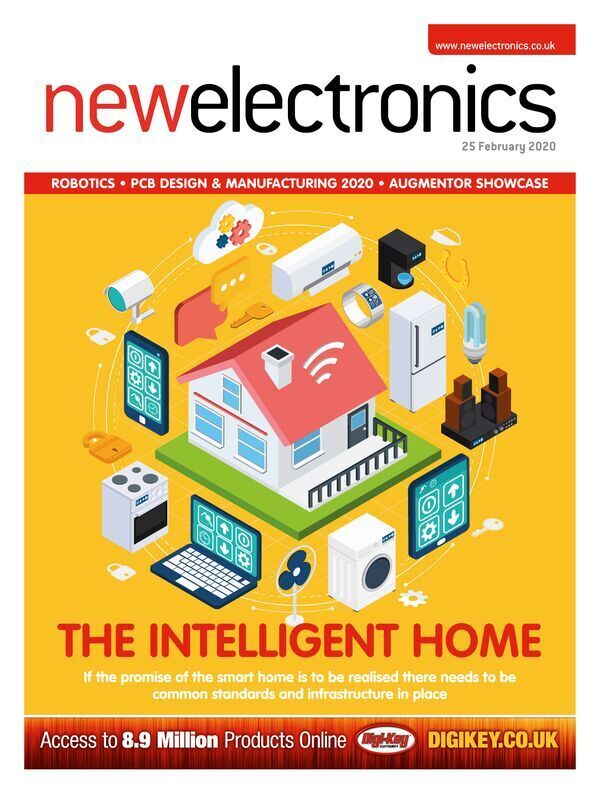 www.newelectronics.co.uk
newelectronics
25 February 2020
ROBOTICS • PCB DESIGN & MANUFACTURING 2020 • AUGMENTOR SHOWCASE
THE INTELLIGENT HOME
If the promise of the smart home is to be realised there needs to be
common standards and infrastructure in place
Access to 8.9 Million Products Online Digi-Key ELECTRONICS DIGIKEY.CO.UK